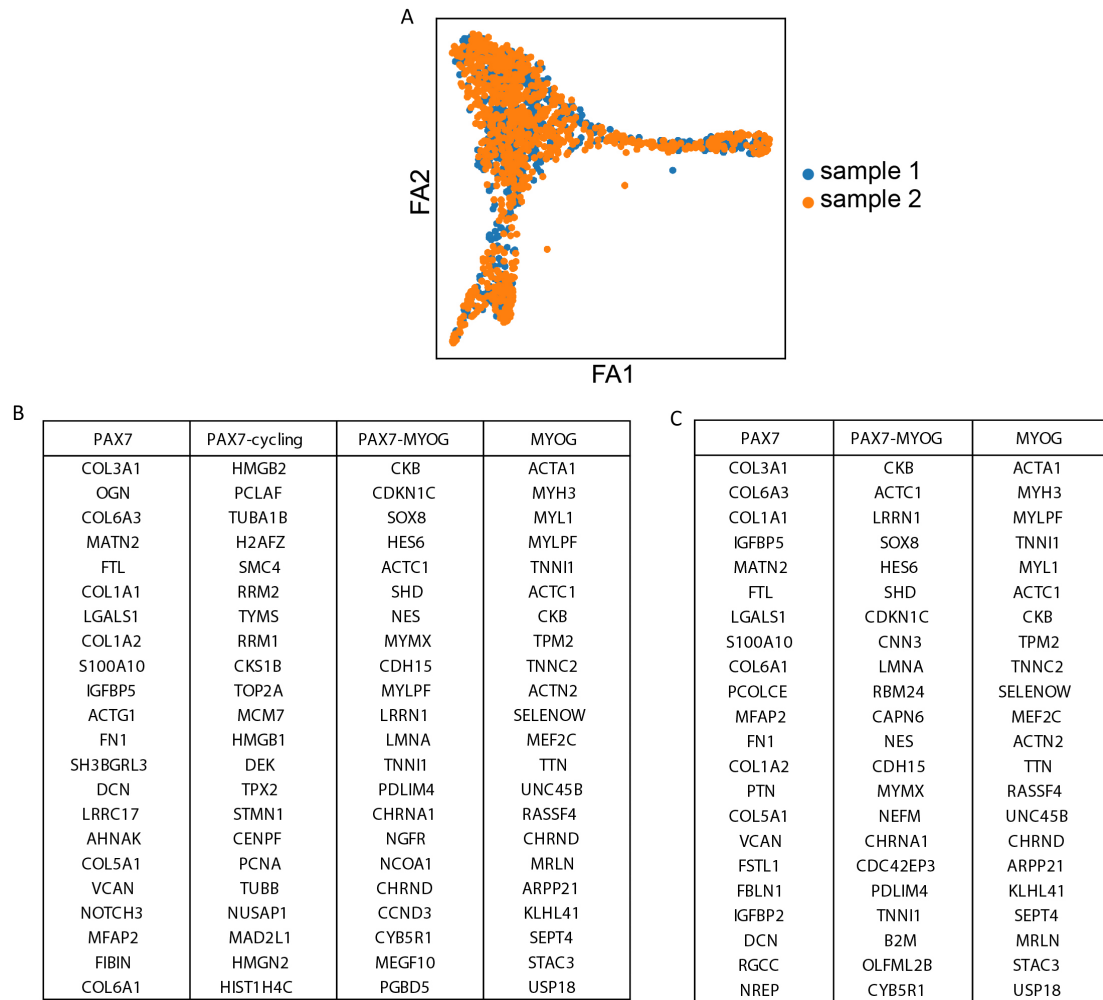 A
FA2
FA1
sample 1
sample 2
B
PAX7 PAX7-cycling PAX7-MYOG MYOG
COL3A1 HMGB2 CKB ACTA1
OGN PCLAF CDKN1C MYH3
COL6A3 TUBA1B SOX8 MYL1
MATN2 H2AFZ HES6 MYLPF
FTL SMC4 ACTC1 TNNI1
COL1A1 RRM2 SHD ACTC1
LGALS1 TYMS NES CKB
COL1A2 RRM1 MYMX TPM2
S100A10 CKS1B CDH15 TNNC2
IGFBP5 TOP2A MYLPF ACTN2
ACTG1 MCM7 LRRN1 SELENOW
FN1 HMGB1 LMNA MEF2C
SH3BGRL3 DEK TNNI1 TTN
DCN TPX2 PDLIM4 UNC45B
LRRC17 STMN1 CHRNA1 RASSF4
AHNAK CENPF NGFR CHRND
COL5A1 PCNA NCOA1 MRLN
VCAN TUBB CHRND ARPP21
NOTCH3 NUSAP1 CCND3 KLHL41
MFAP2 MAD2L1 CYB5R1 SEPT4
FIBIN HMGN2 MEGF10 STAC3
COL6A1 HIST1H4C PGBD5 USP18
C
PAX7 PAX7-MYOG MYOG
COL3A1 CKB ACTA1
COL6A3 ACTC1 MYH3
COL1A1 LRRN1 MYLPF
IGFBP5 SOX8 TNNI1
MATN2 HES6 MYL1
FTL SHD ACTC1
LGALS1 CDKN1C CKB
S100A10 CNN3 TPM2
COL6A1 LMNA TNNC2
PCOLCE RBM24 SELENOW
MFAP2 CAPN6 MEF2C
FN1 NES ACTN2
COL1A2 CDH15 TTN
PTN MYMX RASSF4
COL5A1 NEFM UNC45B
VCAN CHRNA1 CHRND
FSTL1 CDC42EP3 ARPP21
FBLN1 PDLIM4 KLHL41
IGFBP2 TNNI1 SEPT4
DCN B2M MRLN
RGCC OLFML2B STAC3
NREP CYB5R1 USP18